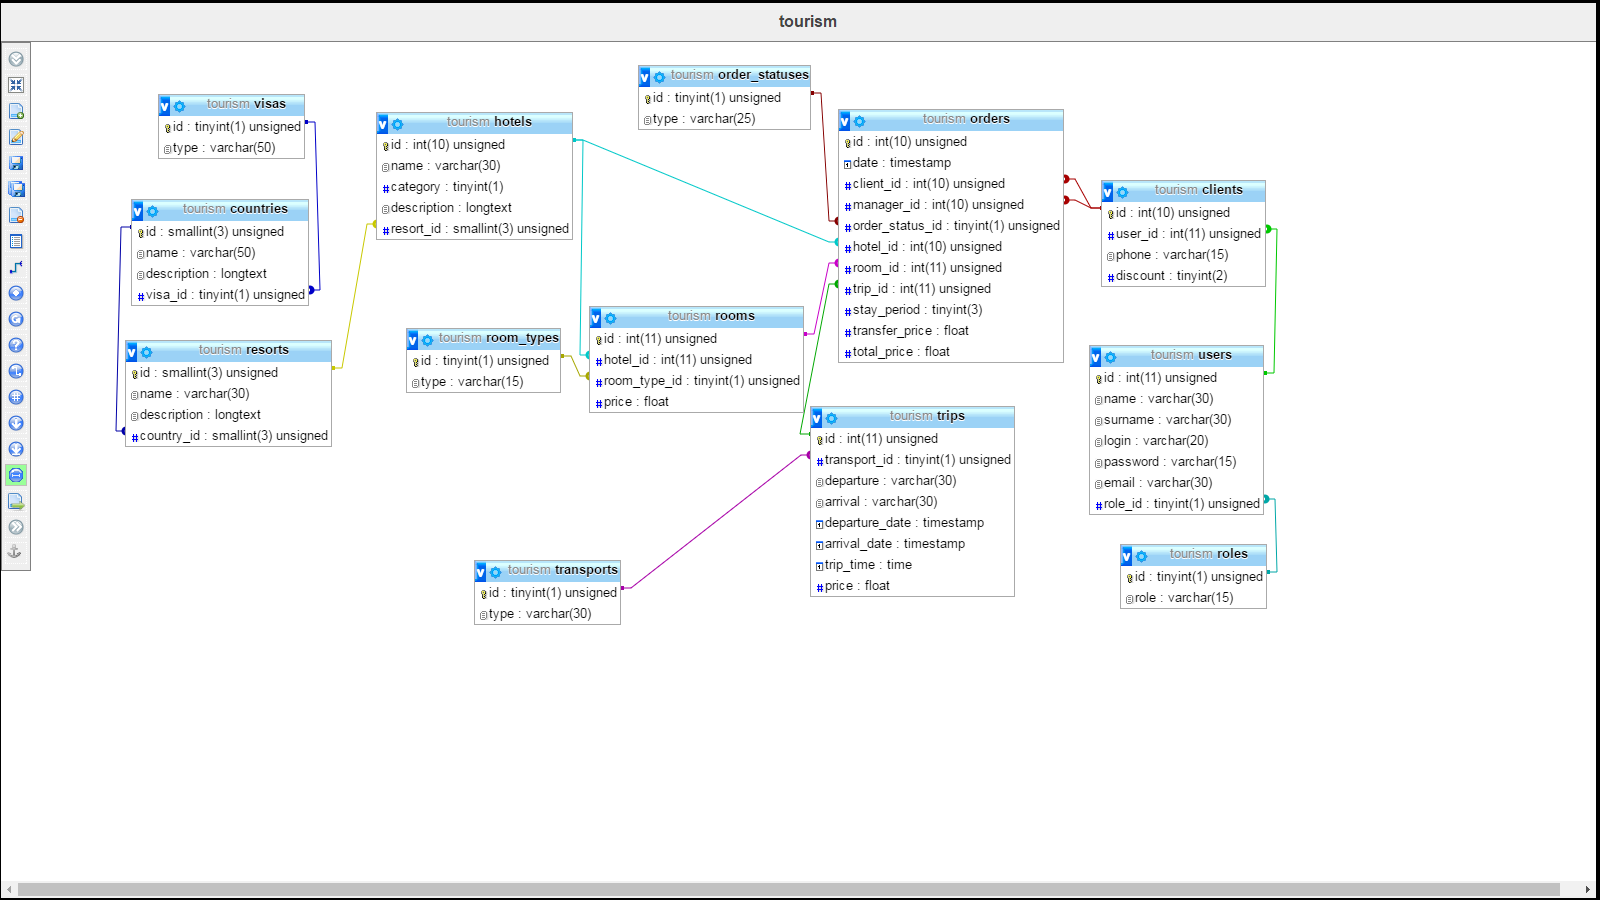 tourism
tourism visas
id : tinyint(1) unsigned
type : varchar(50)
tourism countries
id : smallint(3) unsigned
name : varchar(50)
description : longtext
visa_id : tinyint(1) unsigned
tourism resorts
id : smallint(3) unsigned
name : varchar(30)
description : longtext
country_id : smallint(3) unsigned
tourism hotels
id : int(10) unsigned
name : varchar(30)
category : tinyint(1)
description : longtext
resort_id : smallint(3) unsigned
tourism room_types
id : tinyint(1) unsigned
type : varchar(15)
tourism transports
id : tinyint(1) unsigned
type : varchar(30)
tourism order_statuses
id : tinyint(1) unsigned
type : varchar(25)
tourism rooms
id : int(11) unsigned
hotel_id : int(11) unsigned
room_type_id : tinyint(1) unsigned
price : float
tourism orders
id : int(10) unsigned
date : timestamp
client_id : int(10) unsigned
manager_id : int(10) unsigned
order_status_id : tinyint(1) unsigned
hotel_id : int(10) unsigned
room_id : int(11) unsigned
trip_id : int(11) unsigned
stay_period : tinyint(3)
transfer_price : float
total_price : float
tourism trips
id : int(11) unsigned
transport_id : tinyint(1) unsigned
departure : varchar(30)
arrival : varchar(30)
departure_date : timestamp
arrival_date : timestamp
trip_time : time
price : float
tourism clients
id : int(10) unsigned
user_id : int(11) unsigned
phone : varchar(15)
discount : tinyint(2)
tourism users
id : int(11) unsigned
name : varchar(30)
surname : varchar(30)
login : varchar(20)
password : varchar(15)
email : varchar(30)
role_id : tinyint(1) unsigned
tourism roles
id : tinyint(1) unsigned
role : varchar(15)